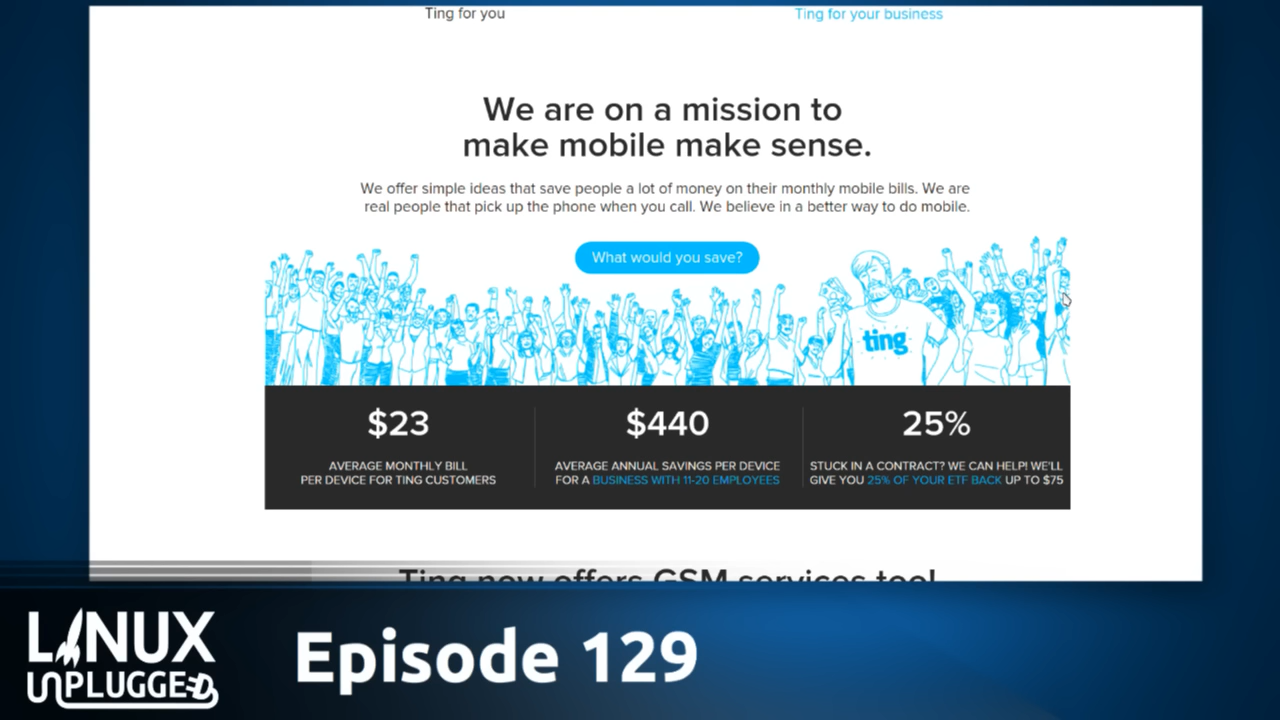 Ting for you
Ting for your business
We are on a mission to
make mobile make sense.
We offer simple ideas that save people a lot of money on their monthly mobile bills. We are
real people that pick up the phone when you call. We believe in a better way to do mobile.
What would you save?
ting
$23
AVERAGE MONTHLY BILL
PER DEVICE FOR TING CUSTOMERS
$440
AVERAGE ANNUAL SAVINGS PER DEVICE
FOR A BUSINESS WITH 11-20 EMPLOYEES
25%
STUCK IN A CONTRACT? WE CAN HELP! WE'LL
GIVE YOU 25% OF YOUR ETF BACK UP TO $75
Ting now offers GSM services too!
LINUX
UNPLUGGED
Episode 129